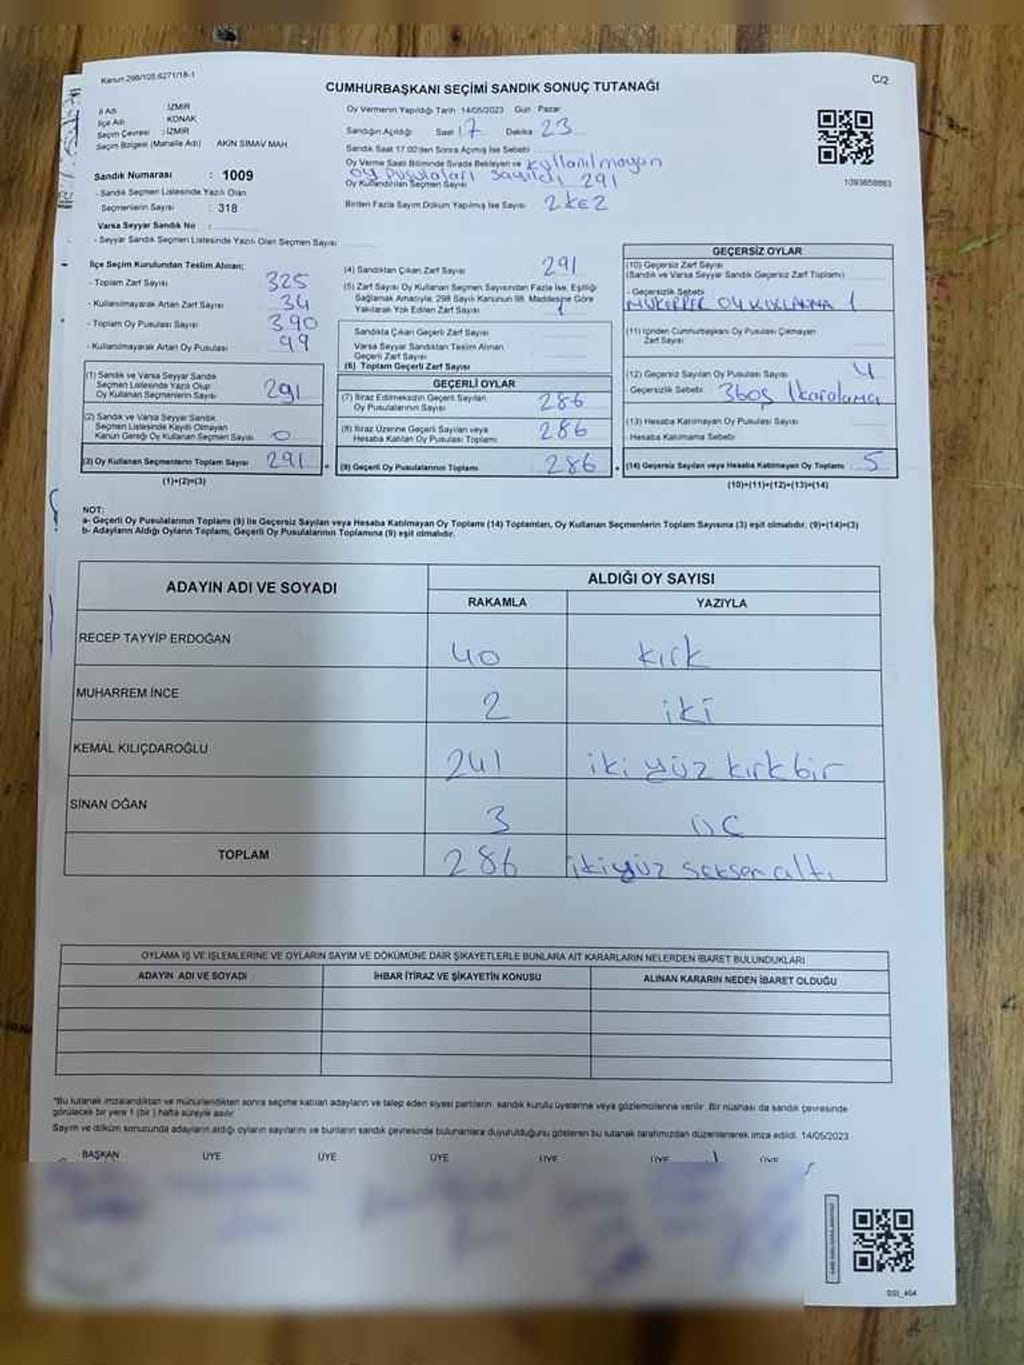 Kanun 298/103,6271/18-1
C/2
CUMHURBAŞKANI SEÇİMİ SANDIK SONUÇ TUTANAĞI
İl Adı : İZMİR
İlçe Adı : KONAK
Seçim Çevresi : İZMİR
Seçim Bölgesi (Mahalle Adı) AKIN SİMAV MAH.
Sandık Numarası : 1009
- Sandık Seçmen Listesinde Yazılı Olan
Seçmenlerin Sayısı : 318
Varsa Seyyar Sandık No :
- Seyyar Sandık Seçmen Listesinde Yazılı Olan Seçmen Sayısı
Oy Vermenin Yapıldığı Tarih :14/05/2023 Gün : Pazar
Sandığın Açıldığı Saat 17 Dakika 23
Sandık Saat 17.00'den Sonra Açılmış İse Sebebi
Oy Verme Saati Bitiminde Sırada Bekleyen ve kullanılmayan
oy pusulaları sayıldı 291
Oy Kullandırılan Seçmen Sayısı
Birden Fazla Sayım Döküm Yapılmış İse Sayısı 2 KEZ
1093658863
İlçe Seçim Kurulundan Teslim Alınan;
- Toplam Zarf Sayısı 325
- Kullanılmayarak Artan Zarf Sayısı 34
- Toplam Oy Pusulası Sayısı 390
- Kullanılmayarak Artan Oy Pusulası 99
(1) Sandık ve Varsa Seyyar Sandık
Seçmen Listesinde Yazılı Olup
Oy Kullanan Seçmenlerin Sayısı 291
(2) Sandık ve Varsa Seyyar Sandık
Seçmen Listesinde Kayıtlı Olmayan
Kanun Gereği Oy Kullanan Seçmen Sayısı 0
(3) Oy Kullanan Seçmenlerin Toplam Sayısı 291
(1)+(2)=(3)
(4) Sandıktan Çıkan Zarf Sayısı 291
(5) Zarf Sayısı Oy Kullanan Seçmen Sayısından Fazla İse, Eşitliği
Sağlamak Amacıyla, 298 Sayılı Kanunun 98. Maddesine Göre
Yakılarak Yok Edilen Zarf Sayısı
Sandıkta Çıkan Geçerli Zarf Sayısı
Varsa Seyyar Sandıktan Teslim Alınan
Geçerli Zarf Sayısı
(6) Toplam Geçerli Zarf Sayısı
GEÇERLİ OYLAR
(7) İtiraz Edilmeksizin Geçerli Sayılan
Oy Pusulalarının Sayısı 286
(8) İtiraz Üzerine Geçerli Sayılan veya
Hesaba Katılan Oy Pusulası Toplamı 286
(9) Geçerli Oy Pusulalarının Toplamı 286
GEÇERSİZ OYLAR
(10) Geçersiz Zarf Sayısı
(Sandık ve Varsa Seyyar Sandık Geçersiz Zarf Toplamı)
- Geçersizlik Sebebi
MÜKERRER OY KULLANMA 1
(11) İçinden Cumhurbaşkanı Oy Pusulası Çıkmayan
Zarf Sayısı
(12) Geçersiz Sayılan Oy Pusulası Sayısı 4
- Geçersizlik Sebebi 3 boş 1 karalama
(13) Hesaba Katılmayan Oy Pusulası Sayısı
- Hesaba Katılmama Sebebi
(14) Geçersiz Sayılan veya Hesaba Katılmayan Oy Toplamı 5
(10)+(11)+(12)+(13)=(14)
NOT:
a- Geçerli Oy Pusulalarının Toplamı (9) ile Geçersiz Sayılan veya Hesaba Katılmayan Oy Toplamı (14) Toplamları, Oy Kullanan Seçmenlerin Toplam Sayısına (3) eşit olmalıdır. (9)+(14)=(3)
b- Adayların Aldığı Oyların Toplamı, Geçerli Oy Pusulalarının Toplamına (9) eşit olmalıdır.
ADAYIN ADI VE SOYADI
ALDIĞI OY SAYISI
RAKAMLA YAZIYLA
RECEP TAYYİP ERDOĞAN 40 kırk
MUHARREM İNCE 2 iki
KEMAL KILIÇDAROĞLU 241 iki yüz kırk bir
SİNAN OĞAN 3 üç
TOPLAM 286 ikiyüz seksen altı
OYLAMA İŞ VE İŞLEMLERİNE VE OYLARIN SAYIM VE DÖKÜMÜNE DAİR ŞİKAYETLERLE BUNLARA AİT KARARLARIN NELERDEN İBARET BULUNDUKLARI
ADAYIN ADI VE SOYADI İHBAR İTİRAZ VE ŞİKAYETİN KONUSU ALINAN KARARIN NEDEN İBARET OLDUĞU
*Bu tutanak imzalandıktan ve mühürlendikten sonra seçime katılan adayların ve talep eden siyasi partilerin sandık kurulu üyelerine veya gözlemcilerine verilir. Bir nüshası da sandık çevresinde
görülecek bir yere 1 (bir) hafta süreyle asılır.
Sayım ve döküm sonucunda adayların aldığı oyların sayılarını ve bunların sandık çevresinde bulunanlara duyurulduğunu gösteren bu tutanak tarafımızdan düzenlenerek imza edildi. 14/05/2023
BAŞKAN ÜYE ÜYE ÜYE ÜYE ÜYE ÜYE